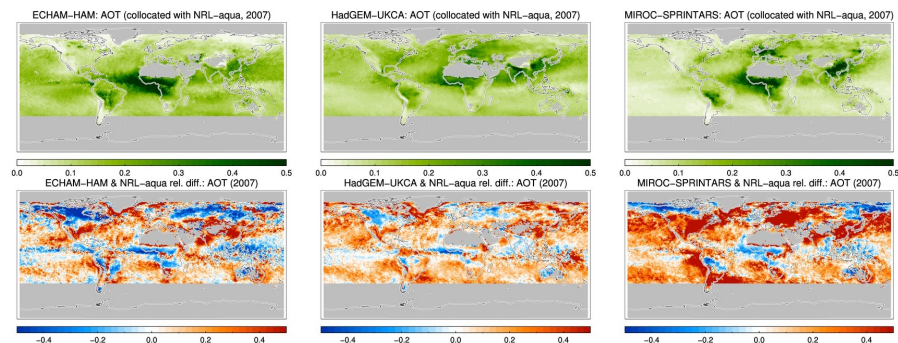 ECHAM−HAM: AOT (collocated with NRL−aqua, 2007)
HadGEM−UKCA: AOT (collocated with NRL−aqua, 2007)
MIROC−SPRINTARS: AOT (collocated with NRL−aqua, 2007)
0.0 0.1 0.2 0.3 0.4 0.5
0.0 0.1 0.2 0.3 0.4 0.5
0.0 0.1 0.2 0.3 0.4 0.5
ECHAM−HAM & NRL−aqua rel. diff.: AOT (2007)
HadGEM−UKCA & NRL−aqua rel. diff.: AOT (2007)
MIROC−SPRINTARS & NRL−aqua rel. diff.: AOT (2007)
−0.4 −0.2 0.0 0.2 0.4
−0.4 −0.2 0.0 0.2 0.4
−0.4 −0.2 0.0 0.2 0.4